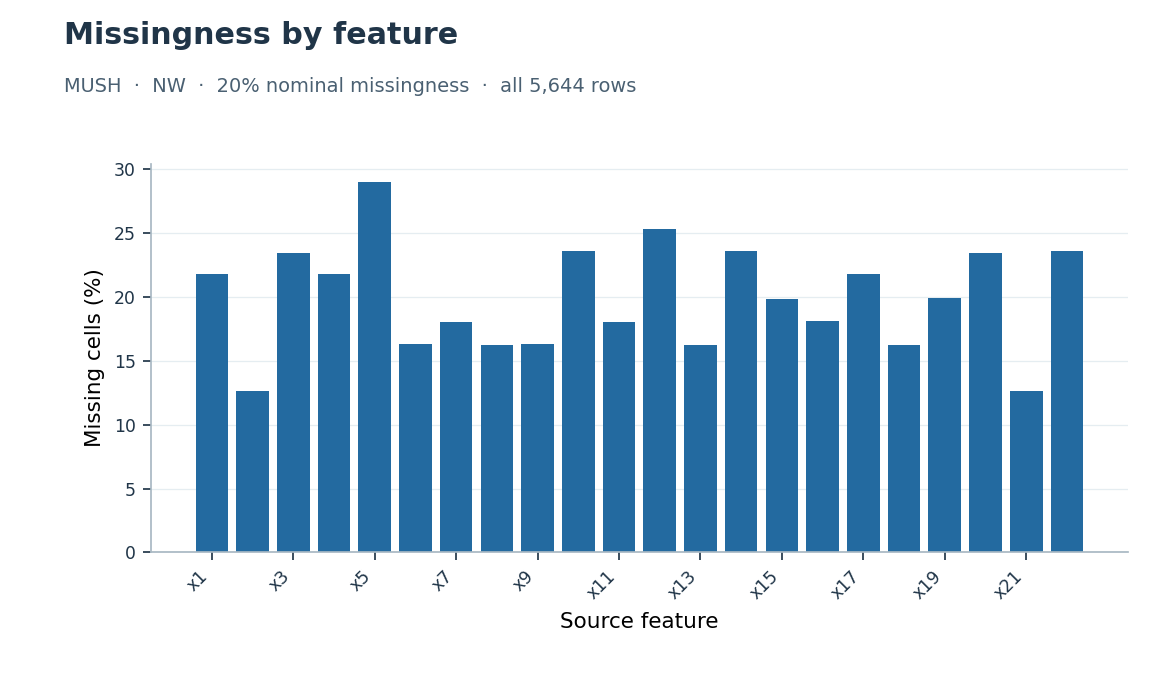 Missingness by feature
MUSH · NW · 20% nominal missingness · all 5,644 rows
30
25
20
15
10
5
0
Missing cells (%)
x1 x3 x5 x7 x9 x11 x13 x15 x17 x19 x21
Source feature